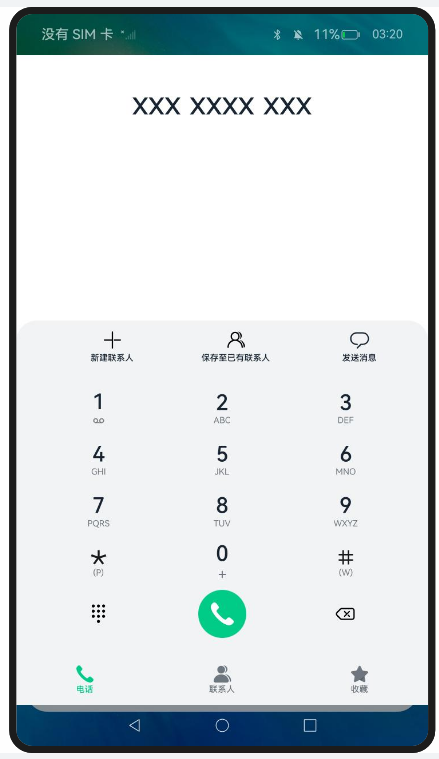 没有 SIM 卡 11% 03:20
XXX XXXX XXX
新建联系人 保存至已有联系人 发送消息
1 2 3
ABC DEF
4 5 6
GHI JKL MNO
7 8 9
PQRS TUV WXYZ
* 0 #
(P) + (W)
电话 联系人 收藏